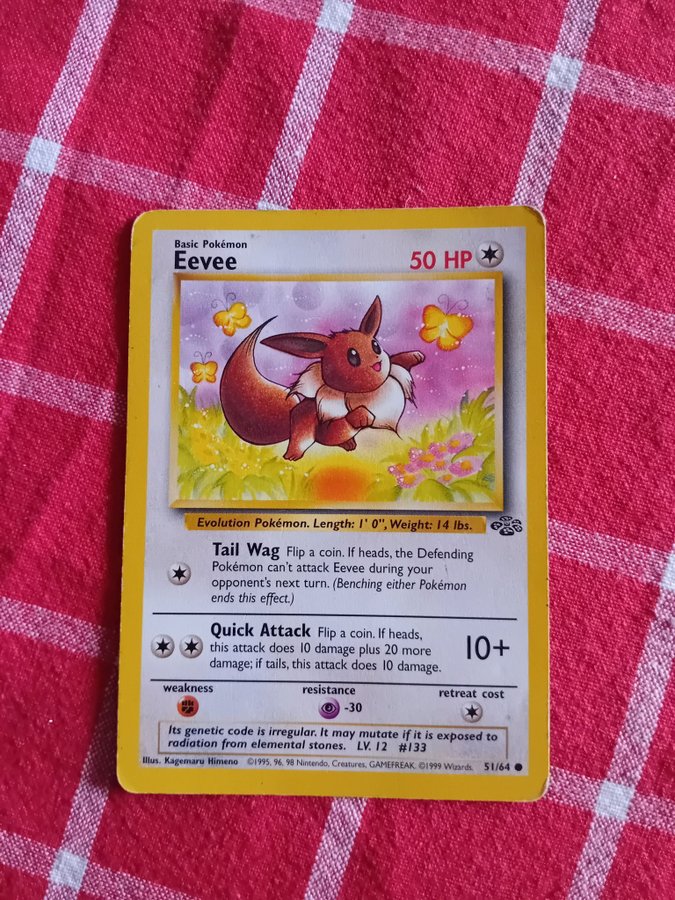 Basic Pokémon
Eevee
50 HP
Evolution Pokémon. Length: 1' 0", Weight: 14 lbs.
Tail Wag Flip a coin. If heads, the Defending
Pokémon can't attack Eevee during your
opponent's next turn. (Benching either Pokémon
ends this effect.)
Quick Attack Flip a coin. If heads,
this attack does 10 damage plus 20 more
damage; if tails, this attack does 10 damage.
10+
weakness
resistance
retreat cost
-30
Its genetic code is irregular. It may mutate if it is exposed to
radiation from elemental stones. LV. 12 #133
Illus. Kagemaru Himeno ©1995, 96, 98 Nintendo, Creatures, GAMEFREAK. ©1999 Wizards. 51/64